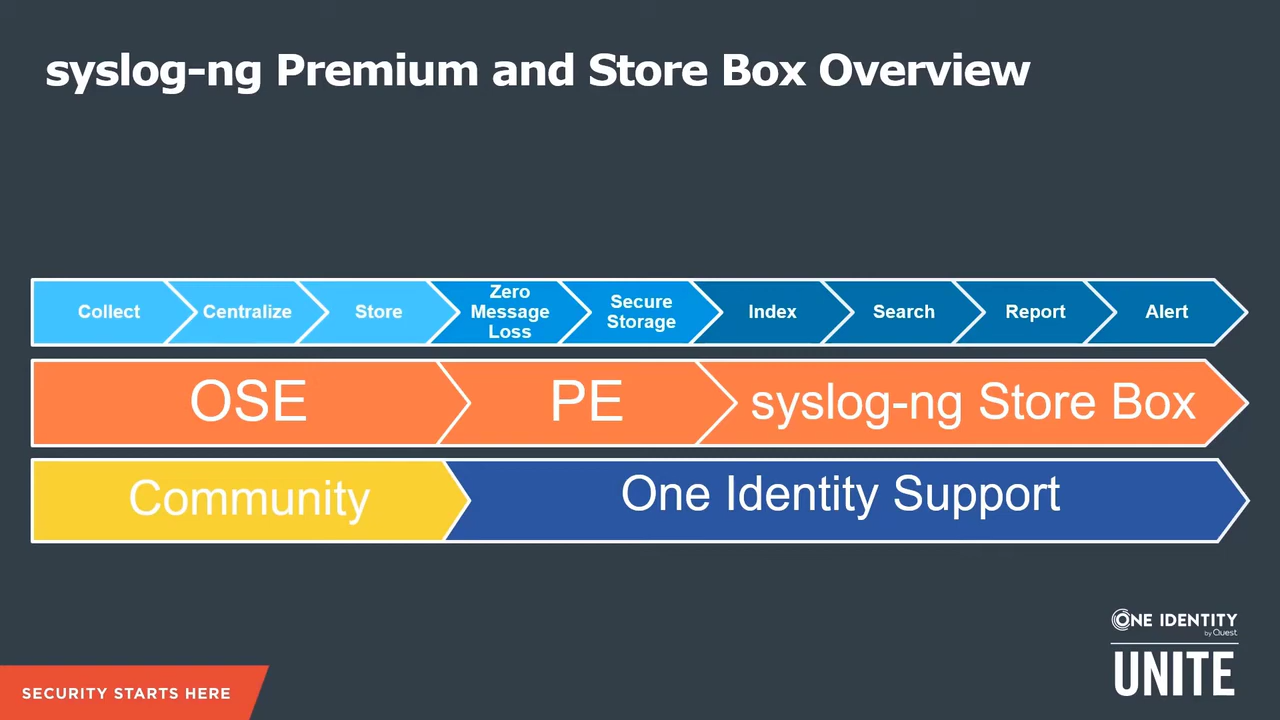 syslog-ng Premium and Store Box Overview
Collect
Centralize
Store
Zero
Message
Loss
Secure
Storage
Index
Search
Report
Alert
OSE
PE
syslog-ng Store Box
Community
One Identity Support
ONE IDENTITY
by Quest
UNITE
SECURITY STARTS HERE